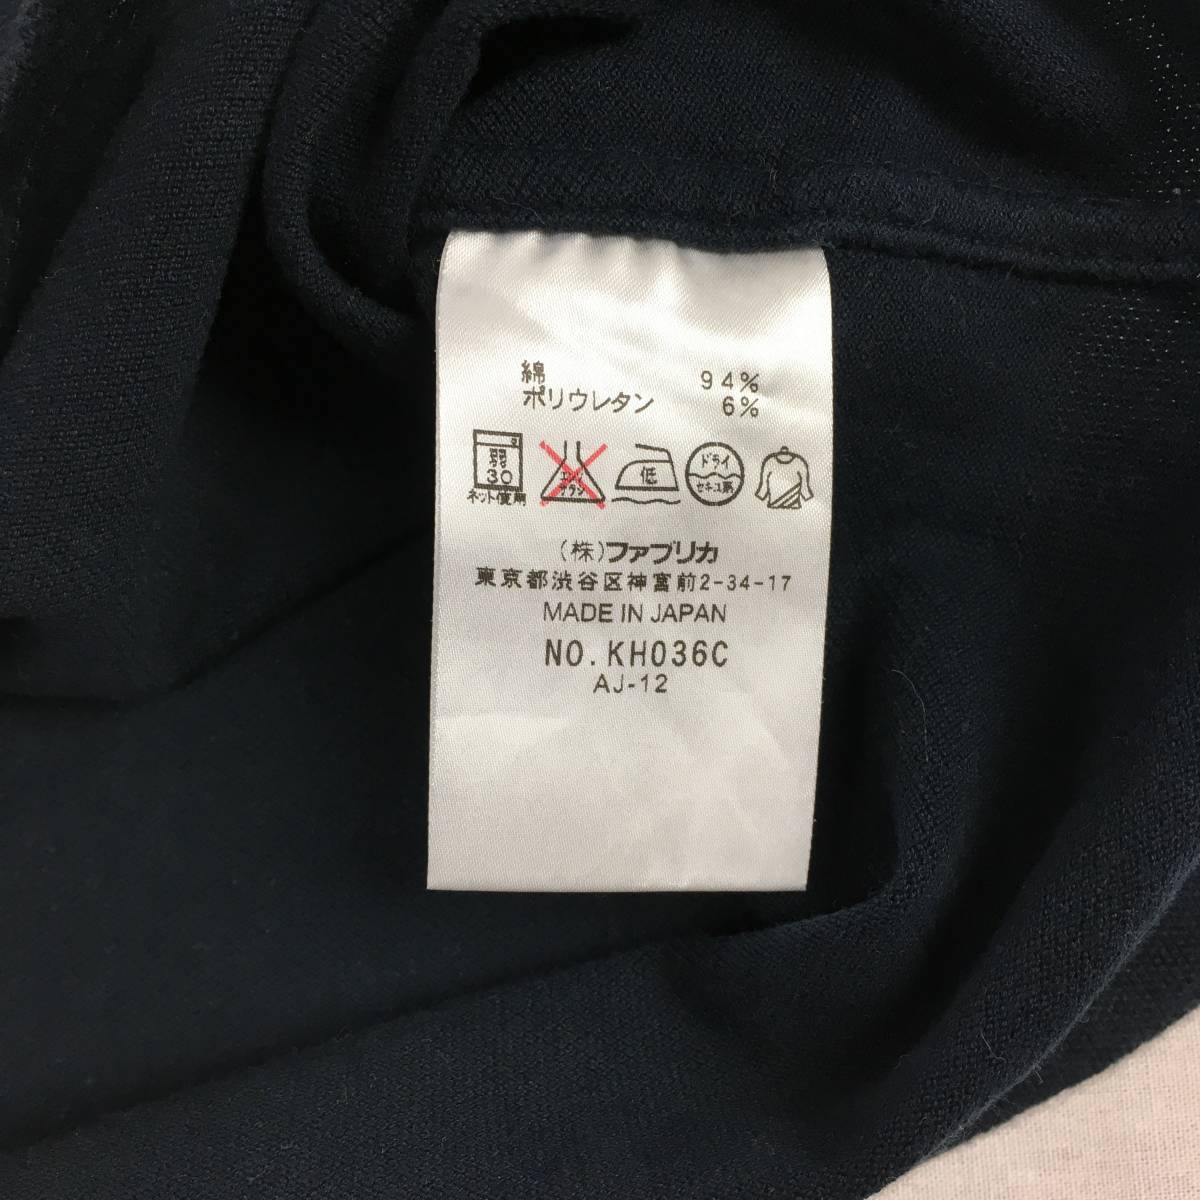 綿 94%
ポリウレタン 6%
弱
30
ネット使用
エンソ
サラシ
低
ドライ
セキユ系
(株)ファブリカ
東京都渋谷区神宮前2-34-17
MADE IN JAPAN
NO.KH036C
AJ-12